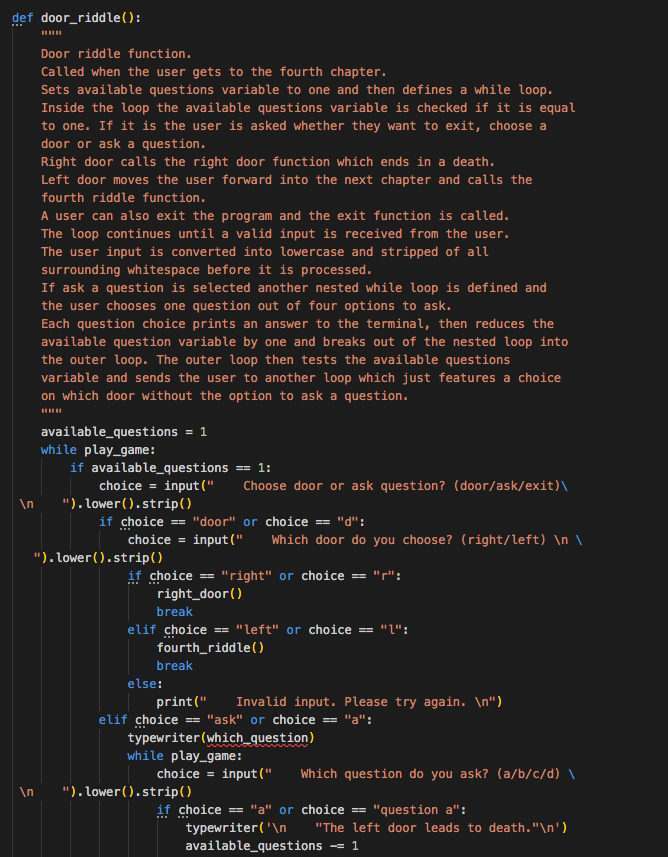 def door_riddle():
    """
    Door riddle function.
    Called when the user gets to the fourth chapter.
    Sets available questions variable to one and then defines a while loop.
    Inside the loop the available questions variable is checked if it is equal
    to one. If it is the user is asked whether they want to exit, choose a
    door or ask a question.
    Right door calls the right door function which ends in a death.
    Left door moves the user forward into the next chapter and calls the
    fourth riddle function.
    A user can also exit the program and the exit function is called.
    The loop continues until a valid input is received from the user.
    The user input is converted into lowercase and stripped of all
    surrounding whitespace before it is processed.
    If ask a question is selected another nested while loop is defined and
    the user chooses one question out of four options to ask.
    Each question choice prints an answer to the terminal, then reduces the
    available question variable by one and breaks out of the nested loop into
    the outer loop. The outer loop then tests the available questions
    variable and sends the user to another loop which just features a choice
    on which door without the option to ask a question.
    """
    available_questions = 1
    while play_game:
        if available_questions == 1:
            choice = input("    Choose door or ask question? (door/ask/exit)\
 \n    ").lower().strip()
            if choice == "door" or choice == "d":
                choice = input("    Which door do you choose? (right/left) \n \
   ").lower().strip()
                if choice == "right" or choice == "r":
                    right_door()
                    break
                elif choice == "left" or choice == "l":
                    fourth_riddle()
                    break
                else:
                    print("    Invalid input. Please try again. \n")
            elif choice == "ask" or choice == "a":
                typewriter(which_question)
                while play_game:
                    choice = input("    Which question do you ask? (a/b/c/d) \
 \n    ").lower().strip()
                    if choice == "a" or choice == "question a":
                        typewriter('\n    "The left door leads to death."\n')
                        available_questions -= 1